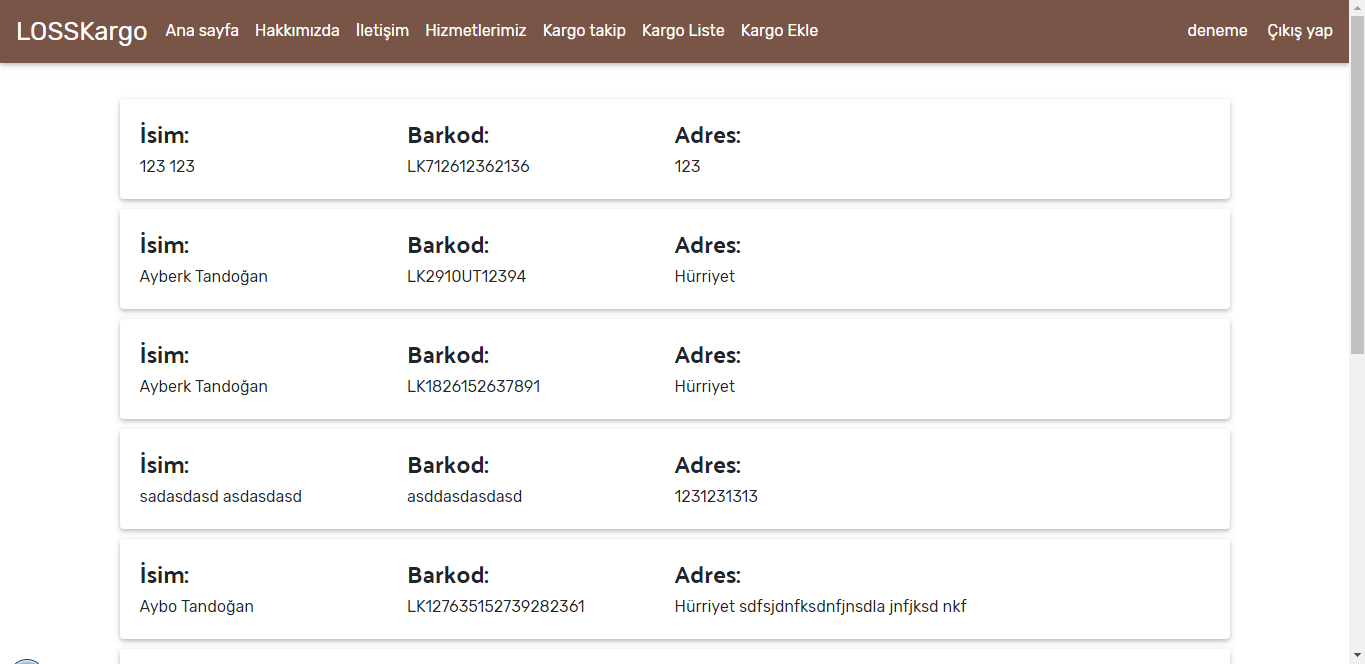 LOSSKargo Ana sayfa Hakkımızda İletişim Hizmetlerimiz Kargo takip Kargo Liste Kargo Ekle deneme Çıkış yap
İsim: Barkod: Adres:
123 123 LK712612362136 123
İsim: Barkod: Adres:
Ayberk Tandoğan LK2910UT12394 Hürriyet
İsim: Barkod: Adres:
Ayberk Tandoğan LK1826152637891 Hürriyet
İsim: Barkod: Adres:
sadasdasd asdasdasd asddasdasdasd 1231231313
İsim: Barkod: Adres:
Aybo Tandoğan LK127635152739282361 Hürriyet sdfsjdnfksdnfjnsdla jnfjksd nkf